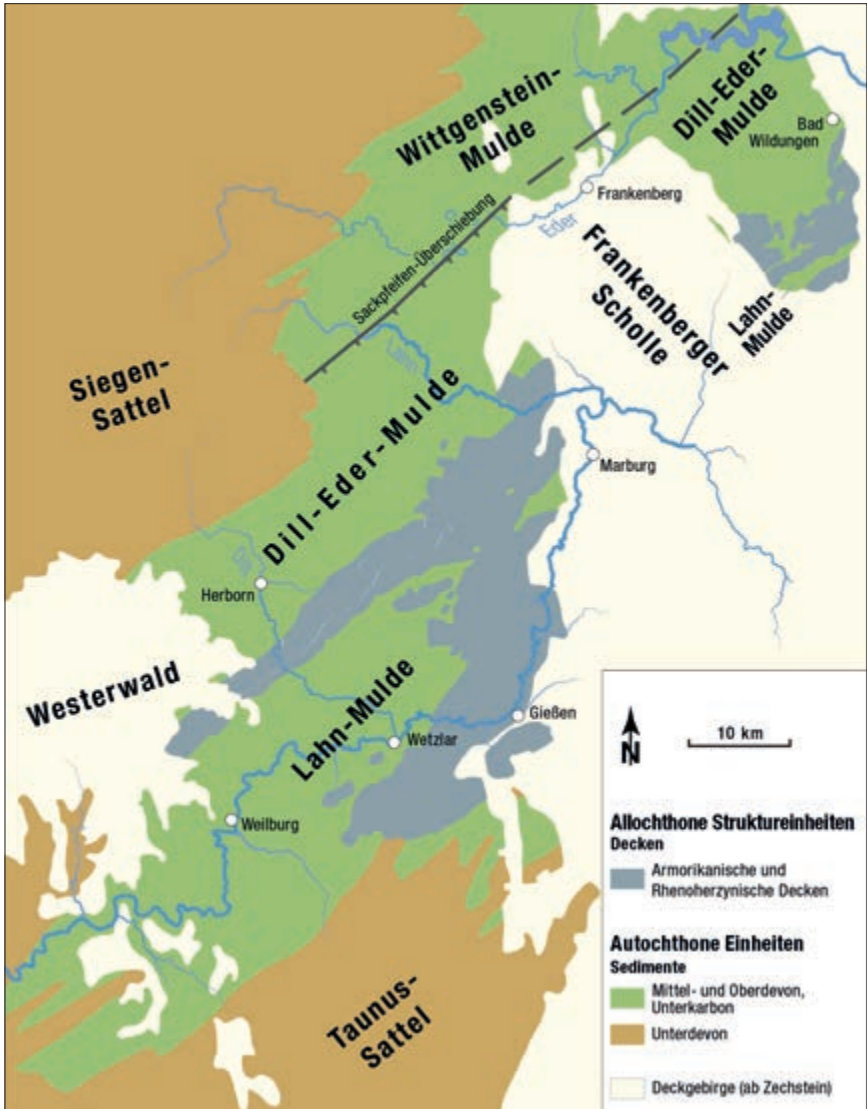 Wittgenstein-
Mulde
Dill-Eder-
Mulde
Bad
Wildungen
Frankenberg
Eder
Sackpfeifen-Überschiebung
Frankenberger
Scholle
Lahn-
Mulde
Siegen-
Sattel
Lahn
Dill-Eder-Mulde
Marburg
Dill
Herborn
Westerwald
Lahn-Mulde
Gießen
Wetzlar
Weilburg
Taunus-
Sattel
N
10 km
Allochthone Struktureinheiten
Decken
Armorikanische und
Rhenoherzynische Decken
Autochthone Einheiten
Sedimente
Mittel- und Oberdevon,
Unterkarbon
Unterdevon
Deckgebirge (ab Zechstein)